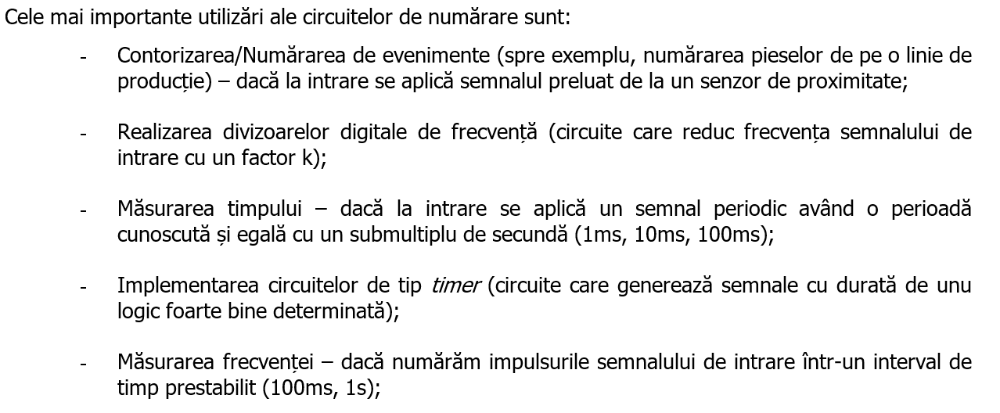 Cele mai importante utilizări ale circuitelor de numărare sunt:
- Contorizarea/Numărarea de evenimente (spre exemplu, numărarea pieselor de pe o linie de
producție) – dacă la intrare se aplică semnalul preluat de la un senzor de proximitate;
- Realizarea divizoarelor digitale de frecvență (circuite care reduc frecvența semnalului de
intrare cu un factor k);
- Măsurarea timpului – dacă la intrare se aplică un semnal periodic având o perioadă
cunoscută și egală cu un submultiplu de secundă (1ms, 10ms, 100ms);
- Implementarea circuitelor de tip timer (circuite care generează semnale cu durată de unu
logic foarte bine determinată);
- Măsurarea frecvenței – dacă numărăm impulsurile semnalului de intrare într-un interval de
timp prestabilit (100ms, 1s);